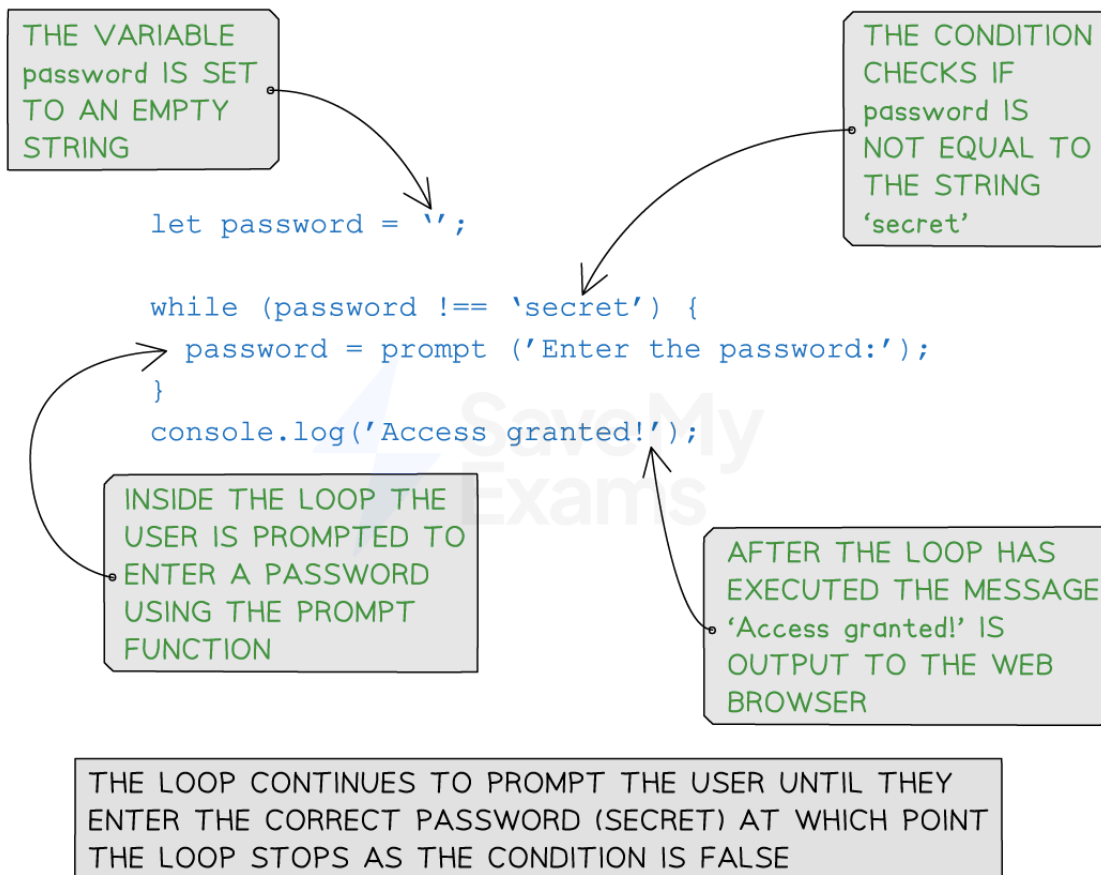 THE VARIABLE
password IS SET
TO AN EMPTY
STRING
THE CONDITION
CHECKS IF
password IS
NOT EQUAL TO
THE STRING
‘secret’
let password = ‘’;
while (password !== ‘secret’) {
password = prompt (’Enter the password:’);
}
console.log(’Access granted!’);
SaveMy
Exams
INSIDE THE LOOP THE
USER IS PROMPTED TO
ENTER A PASSWORD
USING THE PROMPT
FUNCTION
AFTER THE LOOP HAS
EXECUTED THE MESSAGE
‘Access granted!’ IS
OUTPUT TO THE WEB
BROWSER
THE LOOP CONTINUES TO PROMPT THE USER UNTIL THEY
ENTER THE CORRECT PASSWORD (SECRET) AT WHICH POINT
THE LOOP STOPS AS THE CONDITION IS FALSE